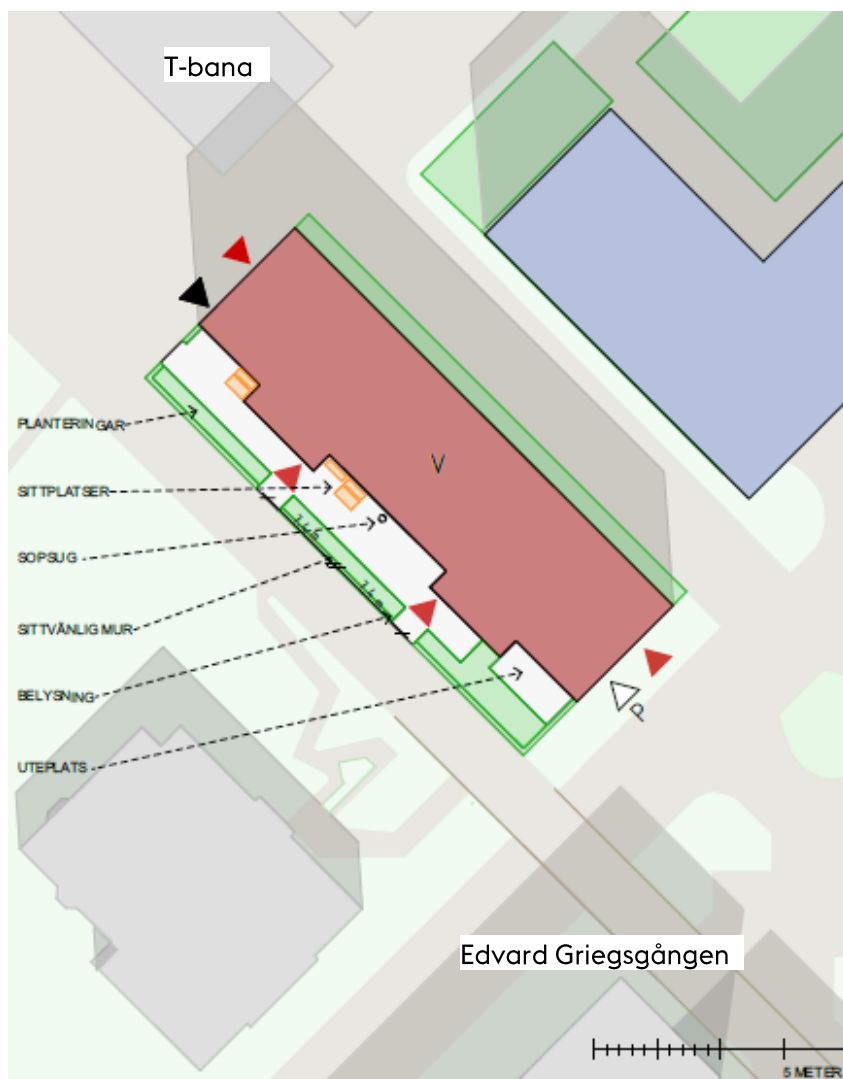 T-bana
V
PLANTERINGAR
SITTPLATSER
SOPSUG
SITTVÄNLIG MUR
BELYSNING
UTEPLATS
P
Edvard Griegsgången
5 METER